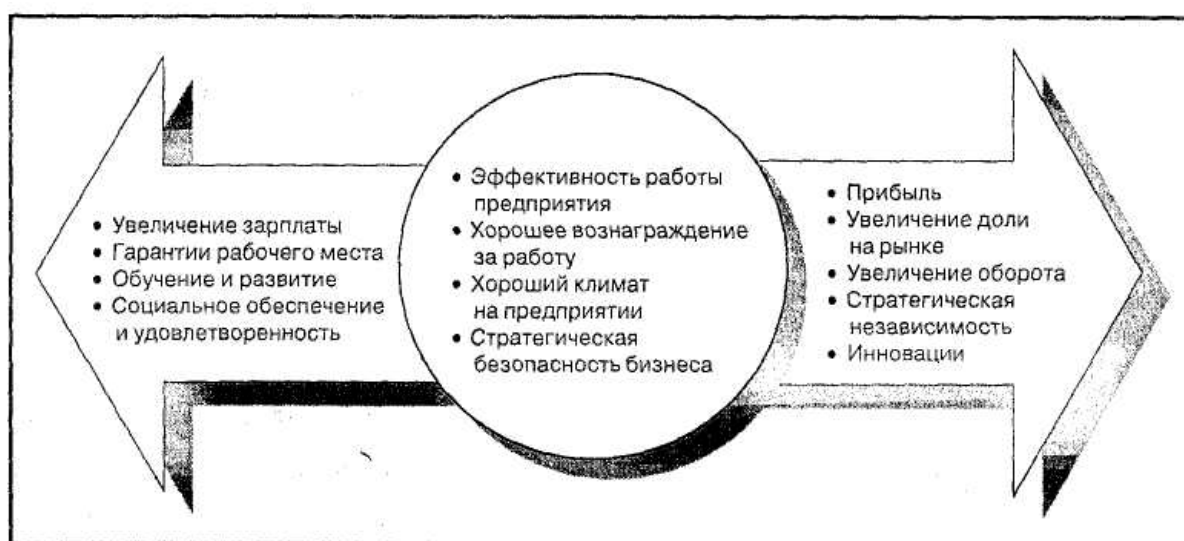 • Увеличение зарплаты
• Гарантии рабочего места
• Обучение и развитие
• Социальное обеспечение
и удовлетворенность
• Эффективность работы
предприятия
• Хорошее вознаграждение
за работу
• Хороший климат
на предприятии
• Стратегическая
безопасность бизнеса
• Прибыль
• Увеличение доли
на рынке
• Увеличение оборота
• Стратегическая
независимость
• Инновации